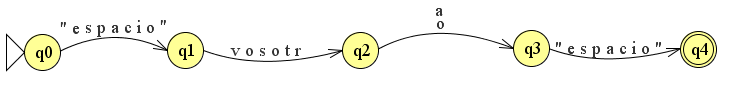 q0
"espacio"
q1
vosotr
q2
a
o
q3
"espacio"
q4